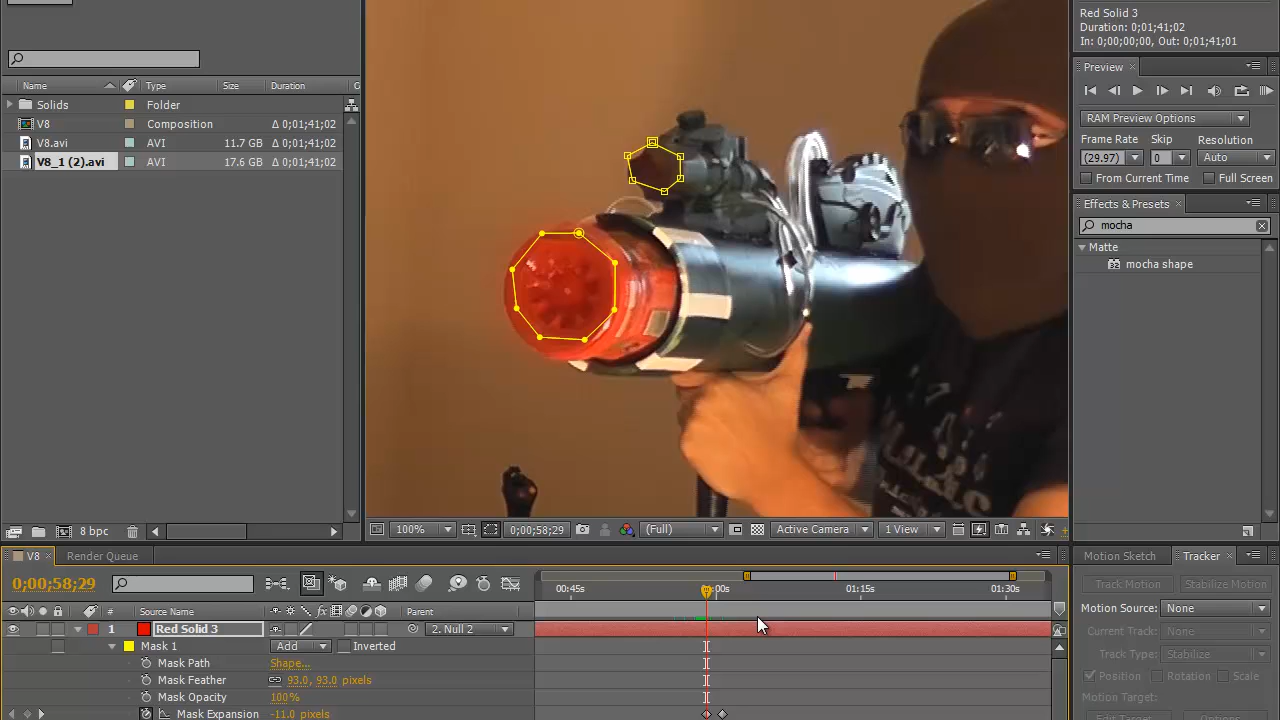 Red Solid 3
Duration: 0;01;41;02
In: 0;00;00;00, Out: 0;01;41;01
Preview
RAM Preview Options
Frame Rate Skip Resolution
(29.97) 0 Auto
From Current Time Full Screen
Effects & Presets
mocha
Matte
mocha shape
Name Type Size Duration
Solids Folder
V8 Composition Δ 0;01;41;02
V8.avi AVI 11.7 GB Δ 0;01;41;02
V8_1 (2).avi AVI 17.6 GB Δ 0;01;41;02
8 bpc
100% 0;00;58;29 (Full) Active Camera 1 View
V8 Render Queue
0;00;58;29
00:45s 00s 01:15s 01:30s
# Source Name fx Parent
1 Red Solid 3 2. Null 2
Mask 1 Add Inverted
Mask Path Shape...
Mask Feather 93.0, 93.0 pixels
Mask Opacity 100%
Mask Expansion -11.0 pixels
Motion Sketch Tracker
Track Motion Stabilize Motion
Motion Source: None
Current Track: None
Track Type: Stabilize
Position Rotation Scale
Motion Target:
Edit Target... Options...